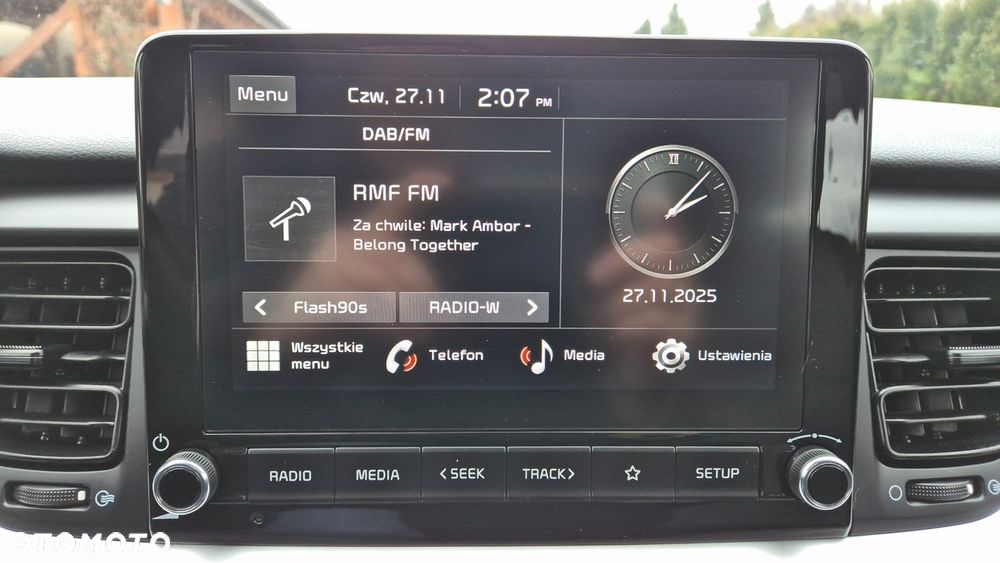 Menu
Czw, 27.11
2:07 PM
DAB/FM
RMF FM
Za chwile: Mark Ambor -
Belong Together
Flash90s
RADIO-W
XII
27.11.2025
Wszystkie
menu
Telefon
Media
Ustawienia
RADIO
MEDIA
< SEEK
TRACK >
SETUP
OTOMOTO